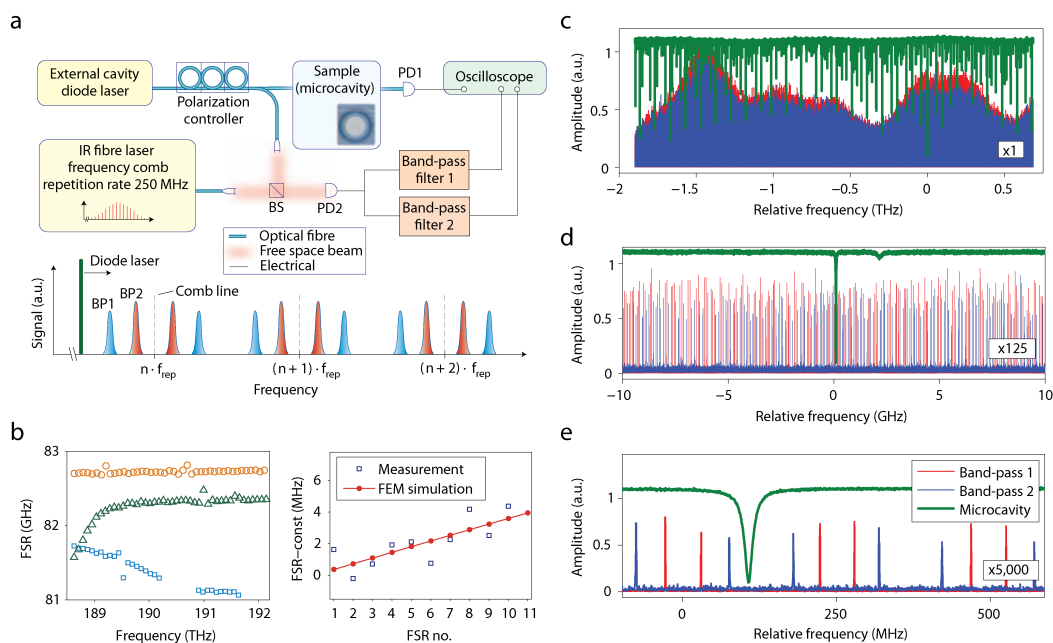 a
External cavity
diode laser
Polarization
controller
Sample
(microcavity)
PD1
Oscilloscope
IR fibre laser
frequency comb
repetition rate 250 MHz
BS
PD2
Band-pass
filter 1
Band-pass
filter 2
Optical fibre
Free space beam
Electrical
Signal (a.u.)
Diode laser
BP1
BP2
Comb line
n · f_rep
(n + 1) · f_rep
(n + 2) · f_rep
Frequency
b
FSR (GHz)
83
82
81
189
190
191
192
Frequency (THz)
FSR−const (MHz)
Measurement
FEM simulation
6
4
2
0
1 2 3 4 5 6 7 8 9 10 11
FSR no.
c
Amplitude (a.u.)
1
0.5
0
x1
−2
−1.5
−1
−0.5
0
0.5
Relative frequency (THz)
d
Amplitude (a.u.)
1
0.5
0
x125
−10
−5
0
5
10
Relative frequency (GHz)
e
Amplitude (a.u.)
1
0.5
0
Band-pass 1
Band-pass 2
Microcavity
x5,000
0
250
500
Relative frequency (MHz)